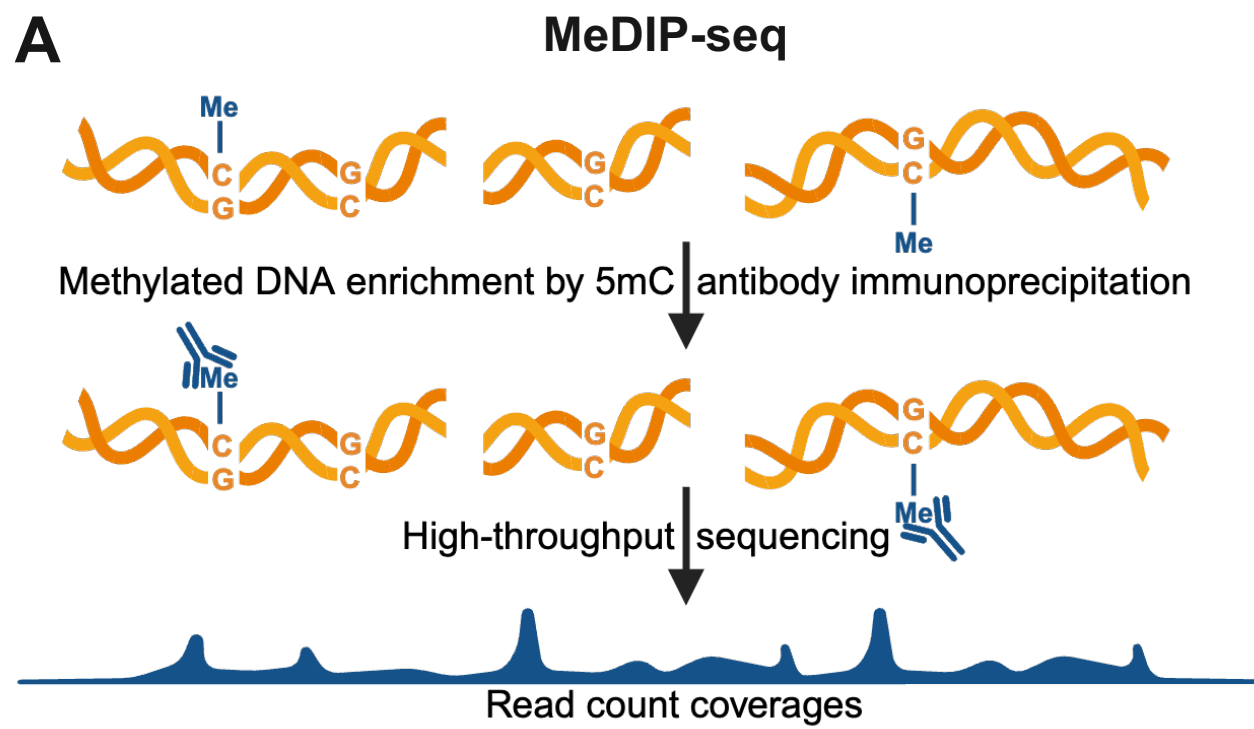 A
MeDIP-seq
Me
C G G
G C C
G
C
Me
Methylated DNA enrichment by 5mC antibody immunoprecipitation
Me
C G G
G C C
G
C
Me
High-throughput sequencing
Read count coverages